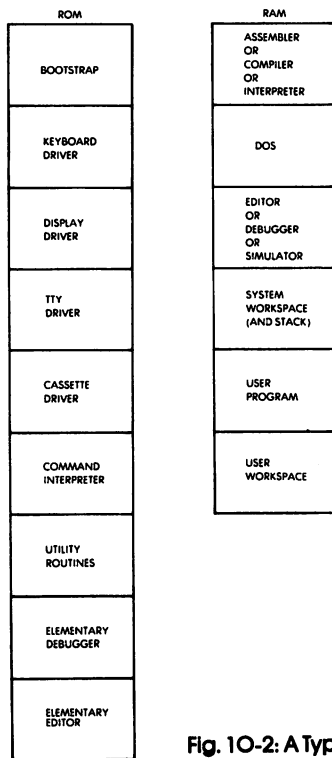 ROM
BOOTSTRAP
KEYBOARD
DRIVER
DISPLAY
DRIVER
TTY
DRIVER
CASSETTE
DRIVER
COMMAND
INTERPRETER
UTILITY
ROUTINES
ELEMENTARY
DEBUGGER
ELEMENTARY
EDITOR
RAM
ASSEMBLER
OR
COMPILER
OR
INTERPRETER
DOS
EDITOR
OR
DEBUGGER
OR
SIMULATOR
SYSTEM
WORKSPACE
(AND STACK)
USER
PROGRAM
USER
WORKSPACE
Fig. 10-2: A Typ